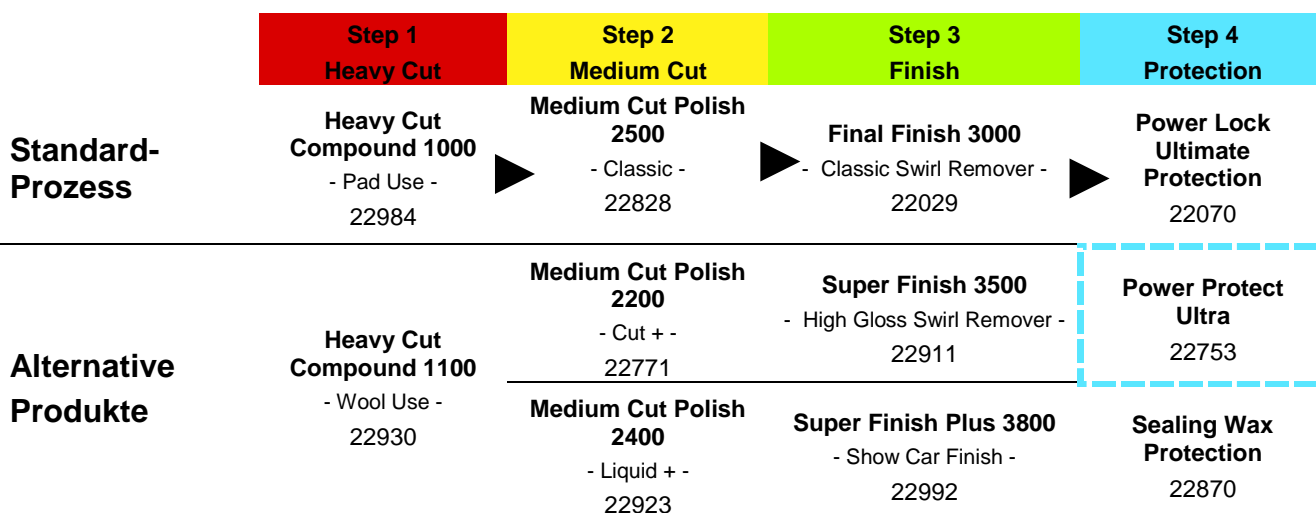 Step 1
Heavy Cut
Step 2
Medium Cut
Step 3
Finish
Step 4
Protection
Standard-
Prozess
Heavy Cut
Compound 1000
- Pad Use -
22984
Medium Cut Polish
2500
- Classic -
22828
Final Finish 3000
- Classic Swirl Remover -
22029
Power Lock
Ultimate
Protection
22070
Alternative
Produkte
Heavy Cut
Compound 1100
- Wool Use -
22930
Medium Cut Polish
2200
- Cut + -
22771
Super Finish 3500
- High Gloss Swirl Remover -
22911
Power Protect
Ultra
22753
Medium Cut Polish
2400
- Liquid + -
22923
Super Finish Plus 3800
- Show Car Finish -
22992
Sealing Wax
Protection
22870